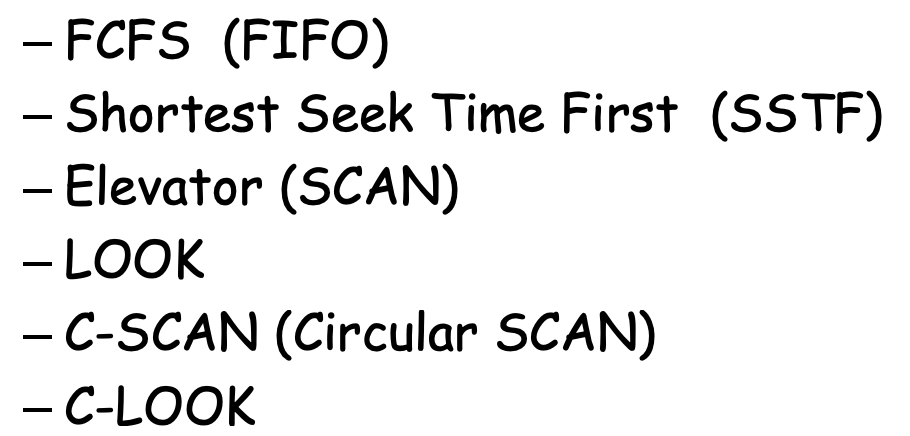 – FCFS (FIFO)
– Shortest Seek Time First (SSTF)
– Elevator (SCAN)
– LOOK
– C-SCAN (Circular SCAN)
– C-LOOK